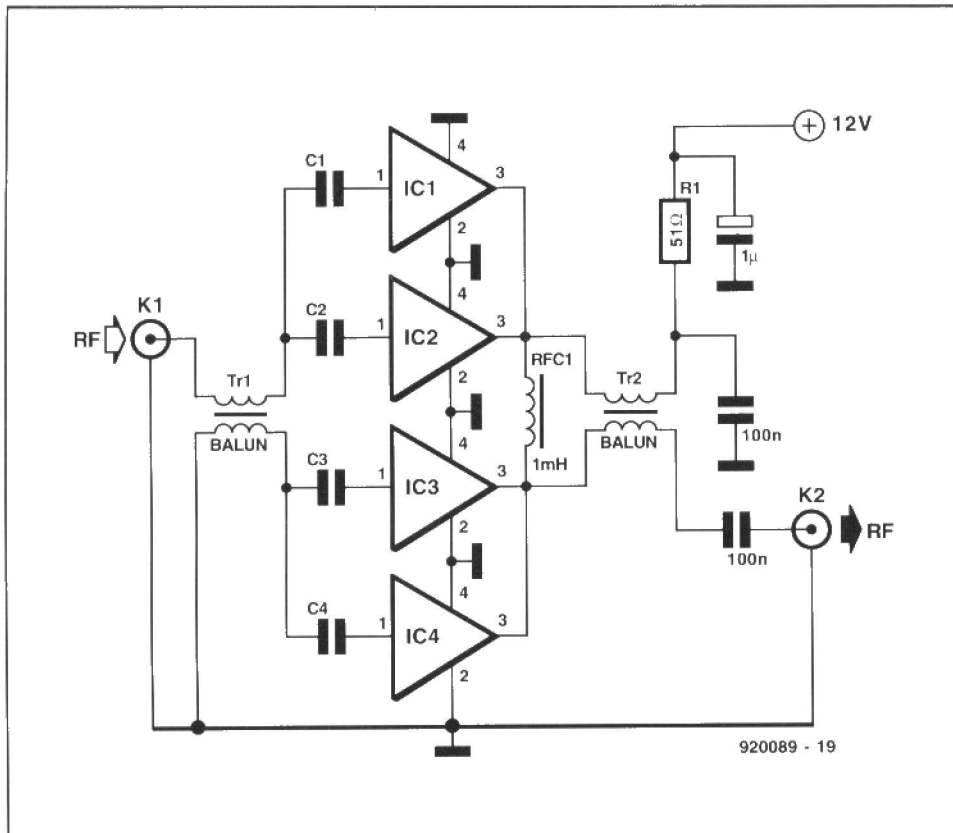 12V
4
C1
1
IC1
3
R1
51Ω
1µ
2
K1
C2
4
RF
1
IC2
3
RFC1
Tr1
2
Tr2
BALUN
C3
4
BALUN
100n
1
IC3
3
1mH
K2
2
RF
C4
4
100n
1
IC4
3
2
920089 - 19